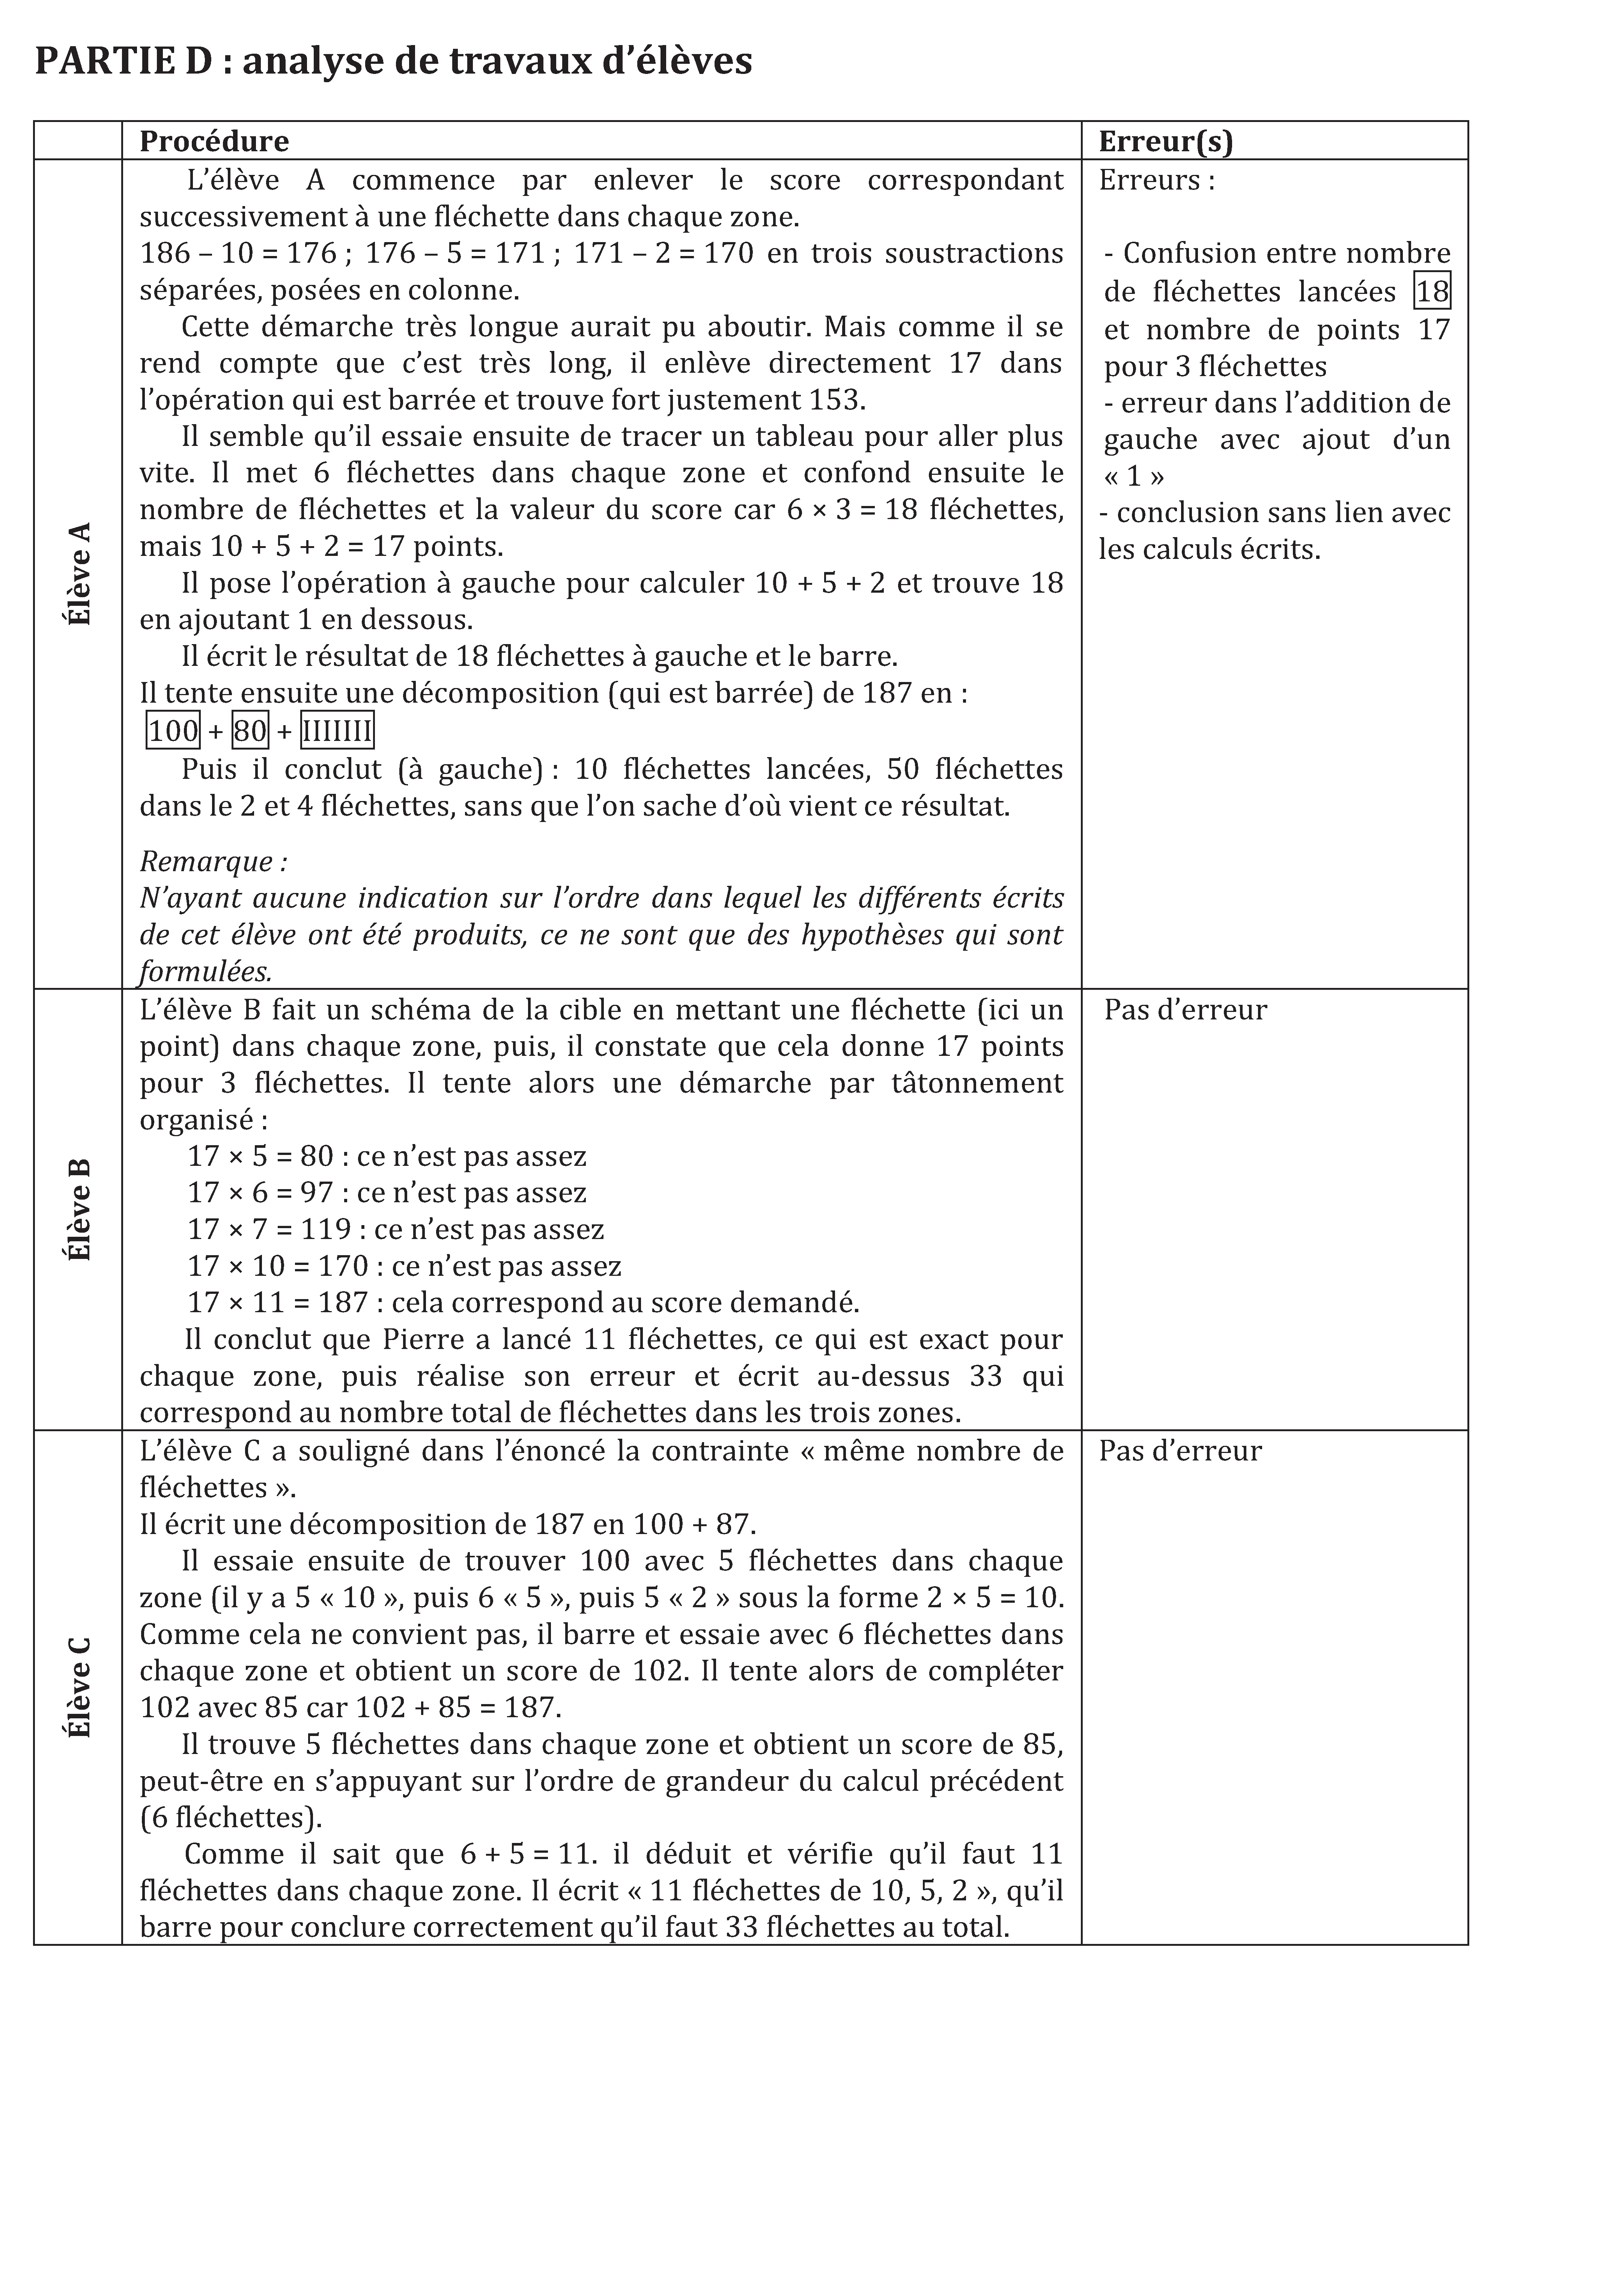 PARTIE D : analyse de travaux d’élèves
Procédure
Erreur(s)
Élève A
L’élève A commence par enlever le score correspondant
successivement à une fléchette dans chaque zone.
186 – 10 = 176 ; 176 – 5 = 171 ; 171 – 2 = 170 en trois soustractions
séparées, posées en colonne.
Cette démarche très longue aurait pu aboutir. Mais comme il se
rend compte que c’est très long, il enlève directement 17 dans
l’opération qui est barrée et trouve fort justement 153.
Il semble qu’il essaie ensuite de tracer un tableau pour aller plus
vite. Il met 6 fléchettes dans chaque zone et confond ensuite le
nombre de fléchettes et la valeur du score car 6 × 3 = 18 fléchettes,
mais 10 + 5 + 2 = 17 points.
Il pose l’opération à gauche pour calculer 10 + 5 + 2 et trouve 18
en ajoutant 1 en dessous.
Il écrit le résultat de 18 fléchettes à gauche et le barre.
Il tente ensuite une décomposition (qui est barrée) de 187 en :
100 + 80 + IIIIIII
Puis il conclut (à gauche) : 10 fléchettes lancées, 50 fléchettes
dans le 2 et 4 fléchettes, sans que l’on sache d’où vient ce résultat.
Remarque :
N’ayant aucune indication sur l’ordre dans lequel les différents écrits
de cet élève ont été produits, ce ne sont que des hypothèses qui sont
formulées.
Erreurs :
- Confusion entre nombre
de fléchettes lancées 18
et nombre de points 17
pour 3 fléchettes
- erreur dans l’addition de
gauche avec ajout d’un
« 1 »
- conclusion sans lien avec
les calculs écrits.
Élève B
L’élève B fait un schéma de la cible en mettant une fléchette (ici un
point) dans chaque zone, puis, il constate que cela donne 17 points
pour 3 fléchettes. Il tente alors une démarche par tâtonnement
organisé :
17 × 5 = 80 : ce n’est pas assez
17 × 6 = 97 : ce n’est pas assez
17 × 7 = 119 : ce n’est pas assez
17 × 10 = 170 : ce n’est pas assez
17 × 11 = 187 : cela correspond au score demandé.
Il conclut que Pierre a lancé 11 fléchettes, ce qui est exact pour
chaque zone, puis réalise son erreur et écrit au-dessus 33 qui
correspond au nombre total de fléchettes dans les trois zones.
Pas d’erreur
Élève C
L’élève C a souligné dans l’énoncé la contrainte « même nombre de
fléchettes ».
Il écrit une décomposition de 187 en 100 + 87.
Il essaie ensuite de trouver 100 avec 5 fléchettes dans chaque
zone (il y a 5 « 10 », puis 6 « 5 », puis 5 « 2 » sous la forme 2 × 5 = 10.
Comme cela ne convient pas, il barre et essaie avec 6 fléchettes dans
chaque zone et obtient un score de 102. Il tente alors de compléter
102 avec 85 car 102 + 85 = 187.
Il trouve 5 fléchettes dans chaque zone et obtient un score de 85,
peut-être en s’appuyant sur l’ordre de grandeur du calcul précédent
(6 fléchettes).
Comme il sait que 6 + 5 = 11. il déduit et vérifie qu’il faut 11
fléchettes dans chaque zone. Il écrit « 11 fléchettes de 10, 5, 2 », qu’il
barre pour conclure correctement qu’il faut 33 fléchettes au total.
Pas d’erreur